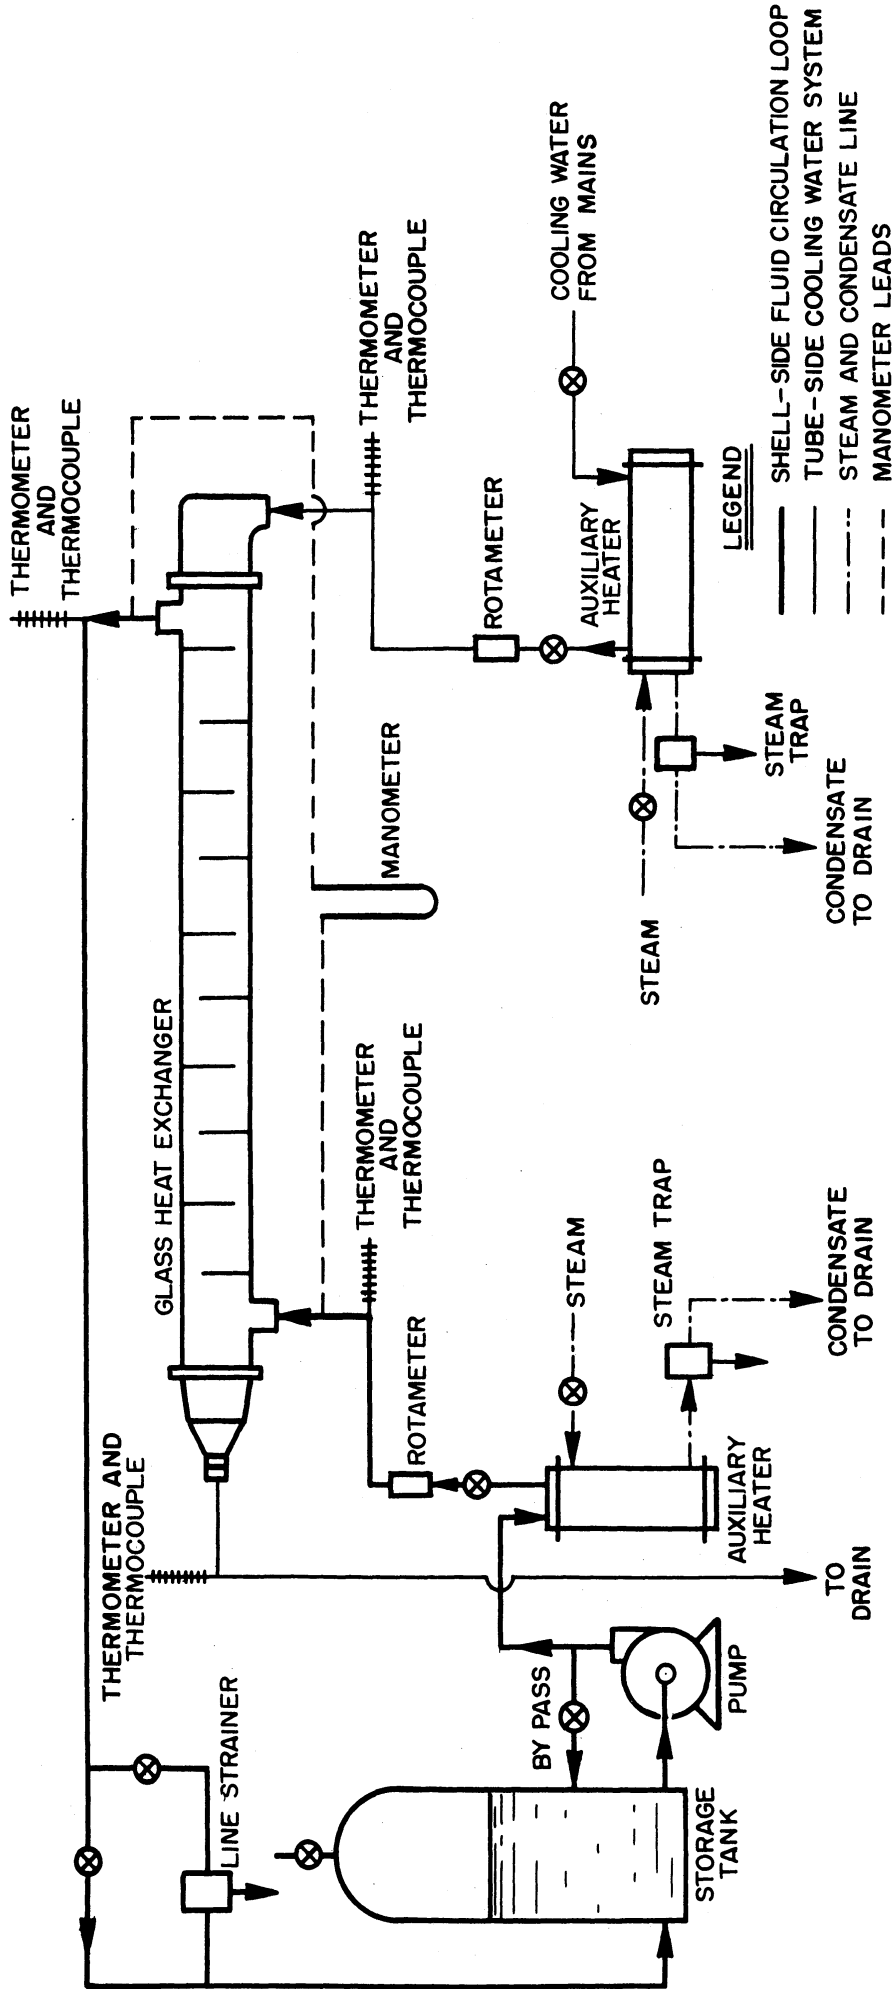 THERMOMETER
AND
THERMOCOUPLE
THERMOMETER AND
THERMOCOUPLE
GLASS HEAT EXCHANGER
LINE STRAINER
MANOMETER
THERMOMETER
AND
THERMOCOUPLE
THERMOMETER
AND
THERMOCOUPLE
ROTAMETER
ROTAMETER
COOLING WATER
FROM MAINS
BY PASS
STEAM
AUXILIARY
HEATER
STEAM
STEAM TRAP
STORAGE
TANK
PUMP
AUXILIARY
HEATER
STEAM
TRAP
TO
DRAIN
CONDENSATE
TO DRAIN
CONDENSATE
TO DRAIN
LEGEND
SHELL-SIDE FLUID CIRCULATION LOOP
TUBE-SIDE COOLING WATER SYSTEM
STEAM AND CONDENSATE LINE
MANOMETER LEADS